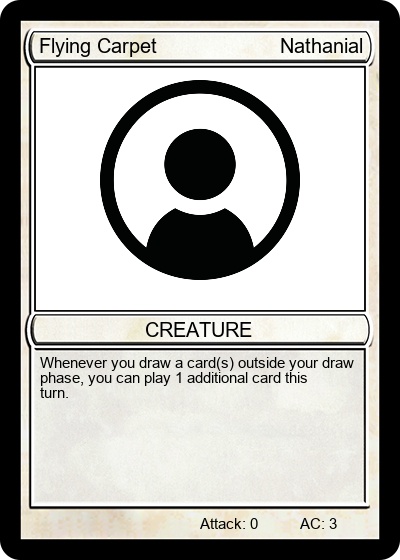 Flying Carpet Nathanial
CREATURE
Whenever you draw a card(s) outside your draw
phase, you can play 1 additional card this
turn.
Attack: 0 AC: 3